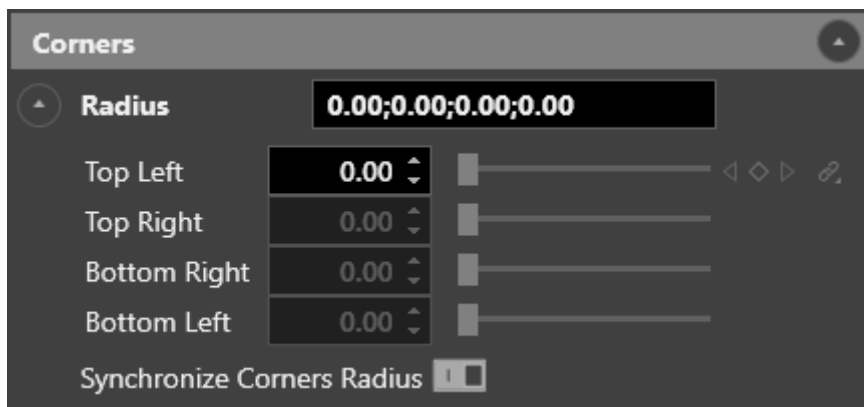 Corners
Radius 0.00;0.00;0.00;0.00
Top Left 0.00
Top Right 0.00
Bottom Right 0.00
Bottom Left 0.00
Synchronize Corners Radius